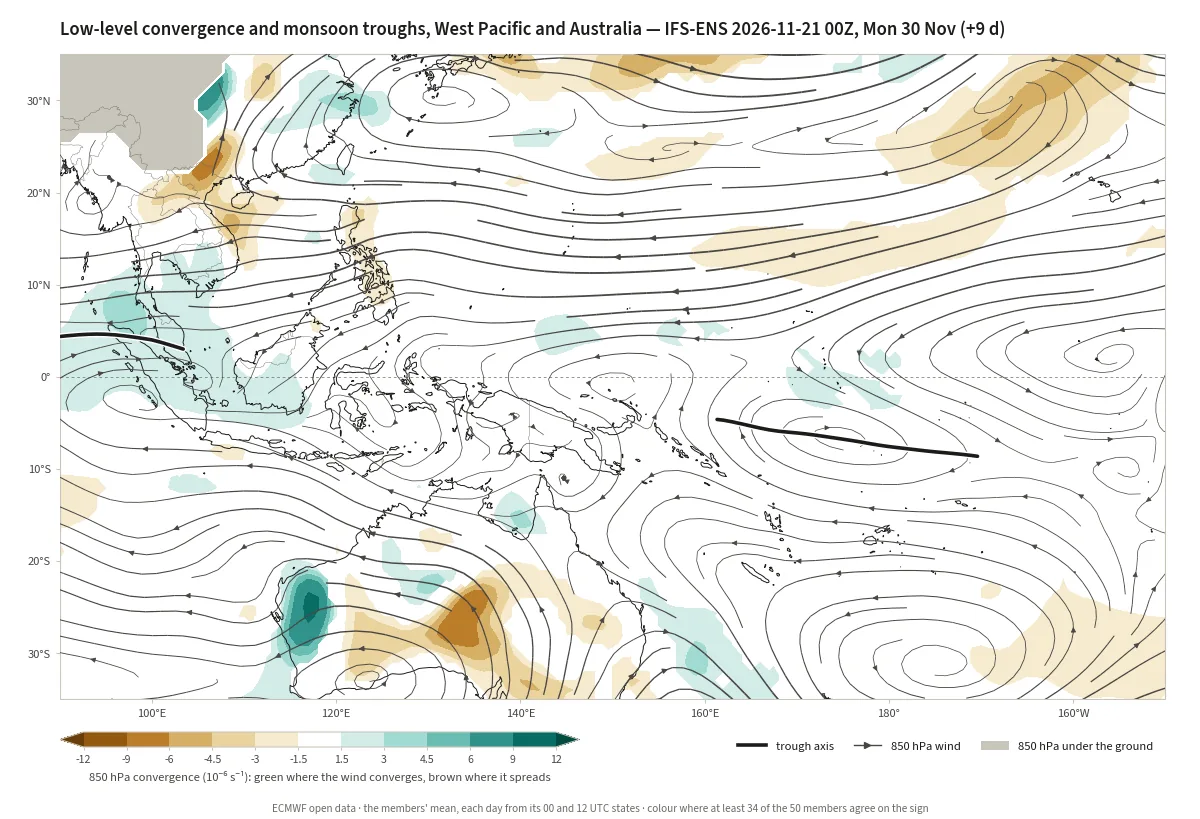 Low-level convergence and monsoon troughs, West Pacific and Australia — IFS-ENS 2026-11-21 00Z, Mon 30 Nov (+9 d)
30°N
20°N
10°N
0°
10°S
20°S
30°S
100°E
120°E
140°E
160°E
180°
160°W
-12
-9
-6
-4.5
-3
-1.5
1.5
3
4.5
6
9
12
850 hPa convergence (10⁻⁶ s⁻¹): green where the wind converges, brown where it spreads
trough axis
850 hPa wind
850 hPa under the ground
ECMWF open data · the members' mean, each day from its 00 and 12 UTC states · colour where at least 34 of the 50 members agree on the sign